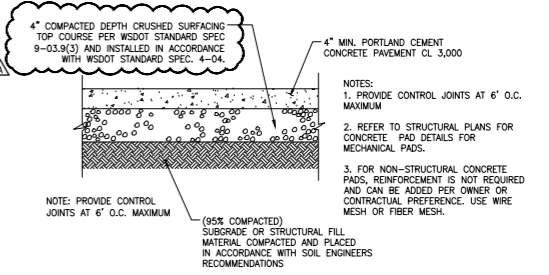 4" COMPACTED DEPTH CRUSHED SURFACING
TOP COURSE PER WSDOT STANDARD SPEC
9-03.9(3) AND INSTALLED IN ACCORDANCE
WITH WSDOT STANDARD SPEC. 4-04.
4" MIN. PORTLAND CEMENT
CONCRETE PAVEMENT CL 3,000
NOTES:
1. PROVIDE CONTROL JOINTS AT 6' O.C.
MAXIMUM
2. REFER TO STRUCTURAL PLANS FOR
CONCRETE PAD DETAILS FOR
MECHANICAL PADS.
3. FOR NON-STRUCTURAL CONCRETE
PADS, REINFORCEMENT IS NOT REQUIRED
AND CAN BE ADDED PER OWNER OR
CONTRACTUAL PREFERENCE. USE WIRE
MESH OR FIBER MESH.
NOTE: PROVIDE CONTROL
JOINTS AT 6' O.C. MAXIMUM
(95% COMPACTED)
SUBGRADE OR STRUCTURAL FILL
MATERIAL COMPACTED AND PLACED
IN ACCORDANCE WITH SOIL ENGINEERS
RECOMMENDATIONS